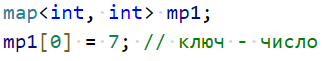 map<int, int> mp1;
mp1[0] = 7; // ключ - число